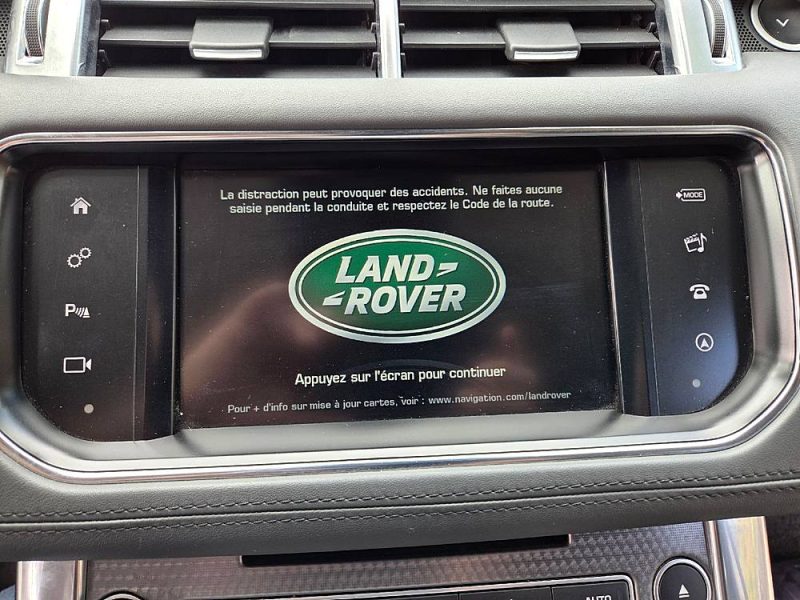 La distraction peut provoquer des accidents. Ne faites aucune
saisie pendant la conduite et respectez le Code de la route.
MODE
P
LAND
ROVER
Appuyez sur l'écran pour continuer
Pour + d'info sur mise à jour cartes, voir : www.navigation.com/landrover
AUTO